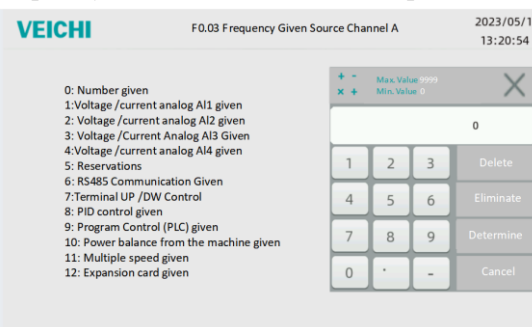 VEICHI
F0.03 Frequency Given Source Channel A
2023/05/1
13:20:54
0: Number given
1:Voltage /current analog AI1 given
2: Voltage /current analog AI2 given
3: Voltage /Current Analog AI3 Given
4:Voltage /current analog AI4 given
5: Reservations
6: RS485 Communication Given
7:Terminal UP /DW Control
8: PID control given
9: Program Control (PLC) given
10: Power balance from the machine given
11: Multiple speed given
12: Expansion card given
+ -
× +
Max. Value 9999
Min. Value 0
X
0
1 2 3 Delete
4 5 6 Eliminate
7 8 9 Determine
0 . - Cancel